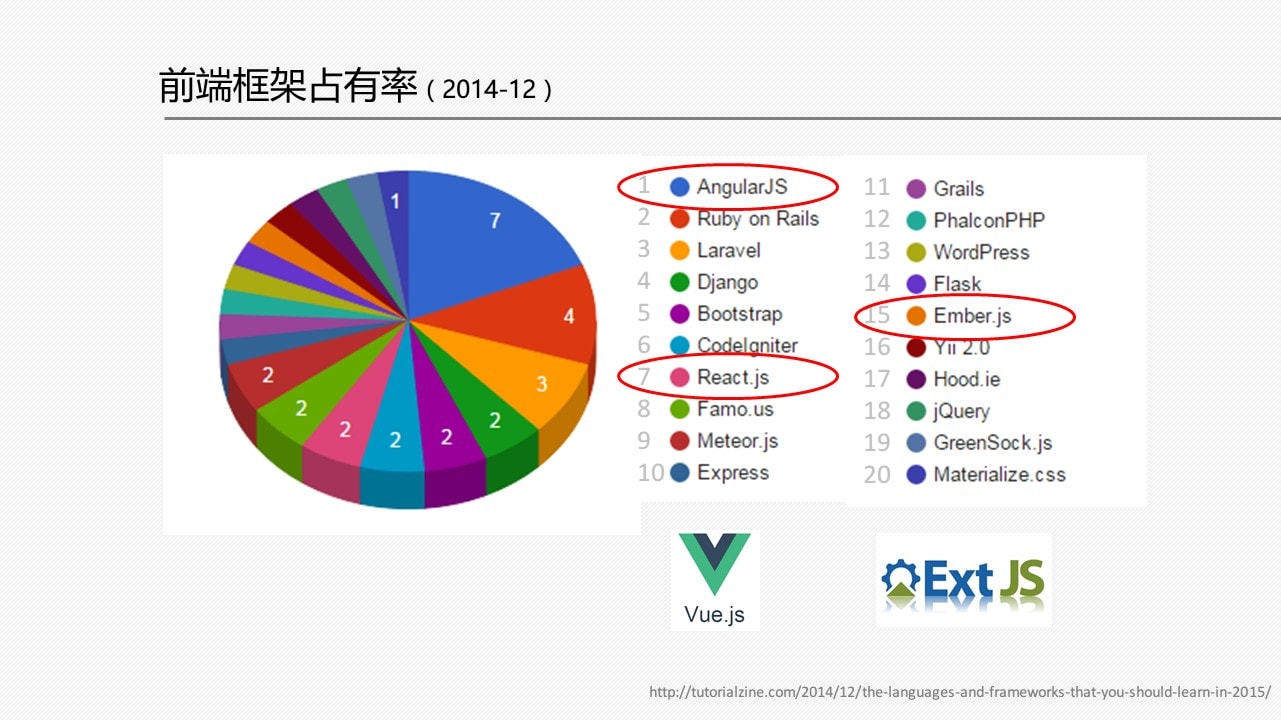 前端框架占有率（2014-12）
1
7
4
3
2
2
2
2
2
2
1 AngularJS
2 Ruby on Rails
3 Laravel
4 Django
5 Bootstrap
6 CodeIgniter
7 React.js
8 Famo.us
9 Meteor.js
10 Express
11 Grails
12 PhalconPHP
13 WordPress
14 Flask
15 Ember.js
16 Yii 2.0
17 Hood.ie
18 jQuery
19 GreenSock.js
20 Materialize.css
Vue.js
Ext JS
http://tutorialzine.com/2014/12/the-languages-and-frameworks-that-you-should-learn-in-2015/